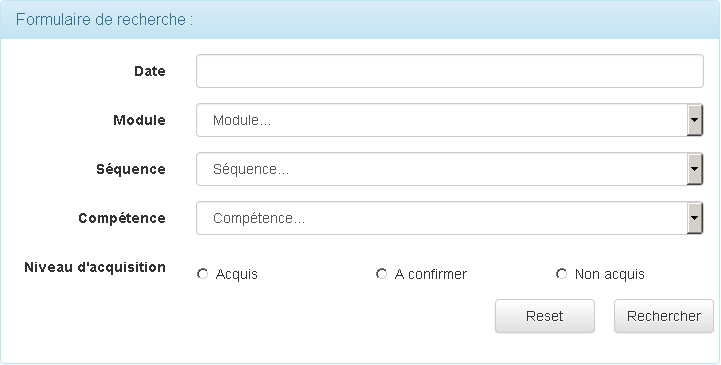 Formulaire de recherche :
Date
Module
Module...
Séquence
Séquence...
Compétence
Compétence...
Niveau d'acquisition
Acquis
A confirmer
Non acquis
Reset
Rechercher